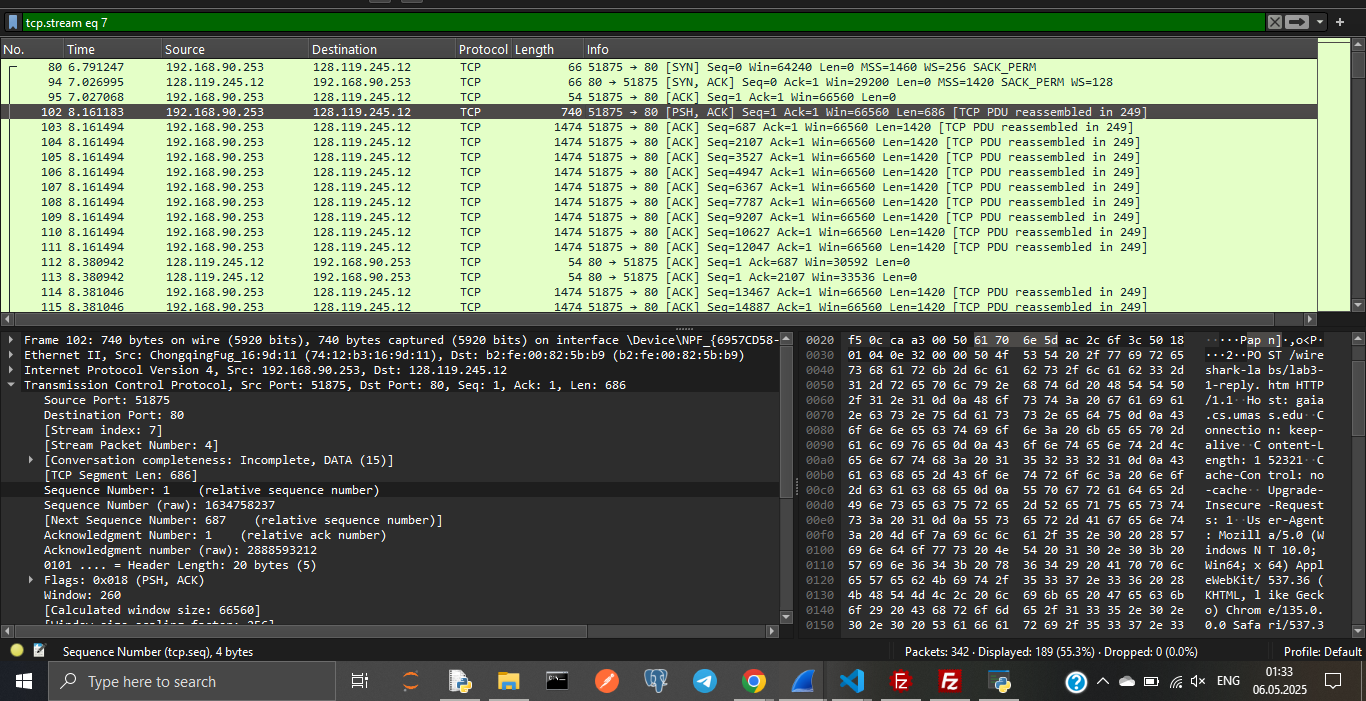 tcp.stream eq 7
No. Time Source Destination Protocol Length Info
80 6.791247 192.168.90.253 128.119.245.12 TCP 66 51875 → 80 [SYN] Seq=0 Win=64240 Len=0 MSS=1460 WS=256 SACK_PERM
94 7.026995 128.119.245.12 192.168.90.253 TCP 66 80 → 51875 [SYN, ACK] Seq=0 Ack=1 Win=29200 Len=0 MSS=1420 SACK_PERM WS=128
95 7.027068 192.168.90.253 128.119.245.12 TCP 54 51875 → 80 [ACK] Seq=1 Ack=1 Win=66560 Len=0
102 8.161183 192.168.90.253 128.119.245.12 TCP 740 51875 → 80 [PSH, ACK] Seq=1 Ack=1 Win=66560 Len=686 [TCP PDU reassembled in 249]
103 8.161494 192.168.90.253 128.119.245.12 TCP 1474 51875 → 80 [ACK] Seq=687 Ack=1 Win=66560 Len=1420 [TCP PDU reassembled in 249]
104 8.161494 192.168.90.253 128.119.245.12 TCP 1474 51875 → 80 [ACK] Seq=2107 Ack=1 Win=66560 Len=1420 [TCP PDU reassembled in 249]
105 8.161494 192.168.90.253 128.119.245.12 TCP 1474 51875 → 80 [ACK] Seq=3527 Ack=1 Win=66560 Len=1420 [TCP PDU reassembled in 249]
106 8.161494 192.168.90.253 128.119.245.12 TCP 1474 51875 → 80 [ACK] Seq=4947 Ack=1 Win=66560 Len=1420 [TCP PDU reassembled in 249]
107 8.161494 192.168.90.253 128.119.245.12 TCP 1474 51875 → 80 [ACK] Seq=6367 Ack=1 Win=66560 Len=1420 [TCP PDU reassembled in 249]
108 8.161494 192.168.90.253 128.119.245.12 TCP 1474 51875 → 80 [ACK] Seq=7787 Ack=1 Win=66560 Len=1420 [TCP PDU reassembled in 249]
109 8.161494 192.168.90.253 128.119.245.12 TCP 1474 51875 → 80 [ACK] Seq=9207 Ack=1 Win=66560 Len=1420 [TCP PDU reassembled in 249]
110 8.161494 192.168.90.253 128.119.245.12 TCP 1474 51875 → 80 [ACK] Seq=10627 Ack=1 Win=66560 Len=1420 [TCP PDU reassembled in 249]
111 8.161494 192.168.90.253 128.119.245.12 TCP 1474 51875 → 80 [ACK] Seq=12047 Ack=1 Win=66560 Len=1420 [TCP PDU reassembled in 249]
112 8.380942 128.119.245.12 192.168.90.253 TCP 54 80 → 51875 [ACK] Seq=1 Ack=687 Win=30592 Len=0
113 8.380942 128.119.245.12 192.168.90.253 TCP 54 80 → 51875 [ACK] Seq=1 Ack=2107 Win=33536 Len=0
114 8.381046 192.168.90.253 128.119.245.12 TCP 1474 51875 → 80 [ACK] Seq=13467 Ack=1 Win=66560 Len=1420 [TCP PDU reassembled in 249]
115 8.381046 192.168.90.253 128.119.245.12 TCP 1474 51875 → 80 [ACK] Seq=14887 Ack=1 Win=66560 Len=1420 [TCP PDU reassembled in 249]
Frame 102: 740 bytes on wire (5920 bits), 740 bytes captured (5920 bits) on interface \Device\NPF_{6957CD58-
Ethernet II, Src: ChongqingFug_16:9d:11 (74:12:b3:16:9d:11), Dst: b2:fe:00:82:5b:b9 (b2:fe:00:82:5b:b9)
Internet Protocol Version 4, Src: 192.168.90.253, Dst: 128.119.245.12
Transmission Control Protocol, Src Port: 51875, Dst Port: 80, Seq: 1, Ack: 1, Len: 686
Source Port: 51875
Destination Port: 80
[Stream index: 7]
[Stream Packet Number: 4]
[Conversation completeness: Incomplete, DATA (15)]
[TCP Segment Len: 686]
Sequence Number: 1 (relative sequence number)
Sequence Number (raw): 1634758237
[Next Sequence Number: 687 (relative sequence number)]
Acknowledgment Number: 1 (relative ack number)
Acknowledgment number (raw): 2888593212
0101 .... = Header Length: 20 bytes (5)
Flags: 0x018 (PSH, ACK)
Window: 260
[Calculated window size: 66560]
[Window size scaling factor: 256]
0020 f5 0c ca a3 00 50 61 70 6e 5d ac 2c 6f 3c 50 18 ·····Pap n]·,o<P·
0030 01 04 0e 32 00 00 50 4f 53 54 20 2f 77 69 72 65 ···2··PO ST /wire
0040 73 68 61 72 6b 2d 6c 61 62 73 2f 6c 61 62 33 2d shark-la bs/lab3-
0050 31 2d 72 65 70 6c 79 2e 68 74 6d 20 48 54 54 50 1-reply. htm HTTP
0060 2f 31 2e 31 0d 0a 48 6f 73 74 3a 20 67 61 69 61 /1.1··Ho st: gaia
0070 2e 63 73 2e 75 6d 61 73 73 2e 65 64 75 0d 0a 43 .cs.umas s.edu··C
0080 6f 6e 6e 65 63 74 69 6f 6e 3a 20 6b 65 65 70 2d onnectio n: keep-
0090 61 6c 69 76 65 0d 0a 43 6f 6e 74 65 6e 74 2d 4c alive··C ontent-L
00a0 65 6e 67 74 68 3a 20 31 35 32 33 32 31 0d 0a 43 ength: 1 52321··C
00b0 61 63 68 65 2d 43 6f 6e 74 72 6f 6c 3a 20 6e 6f ache-Con trol: no
00c0 2d 63 61 63 68 65 0d 0a 55 70 67 72 61 64 65 2d -cache·· Upgrade-
00d0 49 6e 73 65 63 75 72 65 2d 52 65 71 75 65 73 74 Insecure -Request
00e0 73 3a 20 31 0d 0a 55 73 65 72 2d 41 67 65 6e 74 s: 1··Us er-Agent
00f0 3a 20 4d 6f 7a 69 6c 6c 61 2f 35 2e 30 20 28 57 : Mozill a/5.0 (W
0100 69 6e 64 6f 77 73 20 4e 54 20 31 30 2e 30 3b 20 indows N T 10.0;
0110 57 69 6e 36 34 3b 20 78 36 34 29 20 41 70 70 6c Win64; x 64) Appl
0120 65 57 65 62 4b 69 74 2f 35 33 37 2e 33 36 20 28 eWebKit/ 537.36 (
0130 4b 48 54 4d 4c 2c 20 6c 69 6b 65 20 47 65 63 6b KHTML, l ike Geck
0140 6f 29 20 43 68 72 6f 6d 65 2f 31 33 35 2e 30 2e o) Chrom e/135.0.
0150 30 2e 30 20 53 61 66 61 72 69 2f 35 33 37 2e 33 0.0 Safa ri/537.3
Sequence Number (tcp.seq), 4 bytes
Packets: 342 · Displayed: 189 (55.3%) · Dropped: 0 (0.0%)
Profile: Default
Type here to search
ENG
01:33
06.05.2025